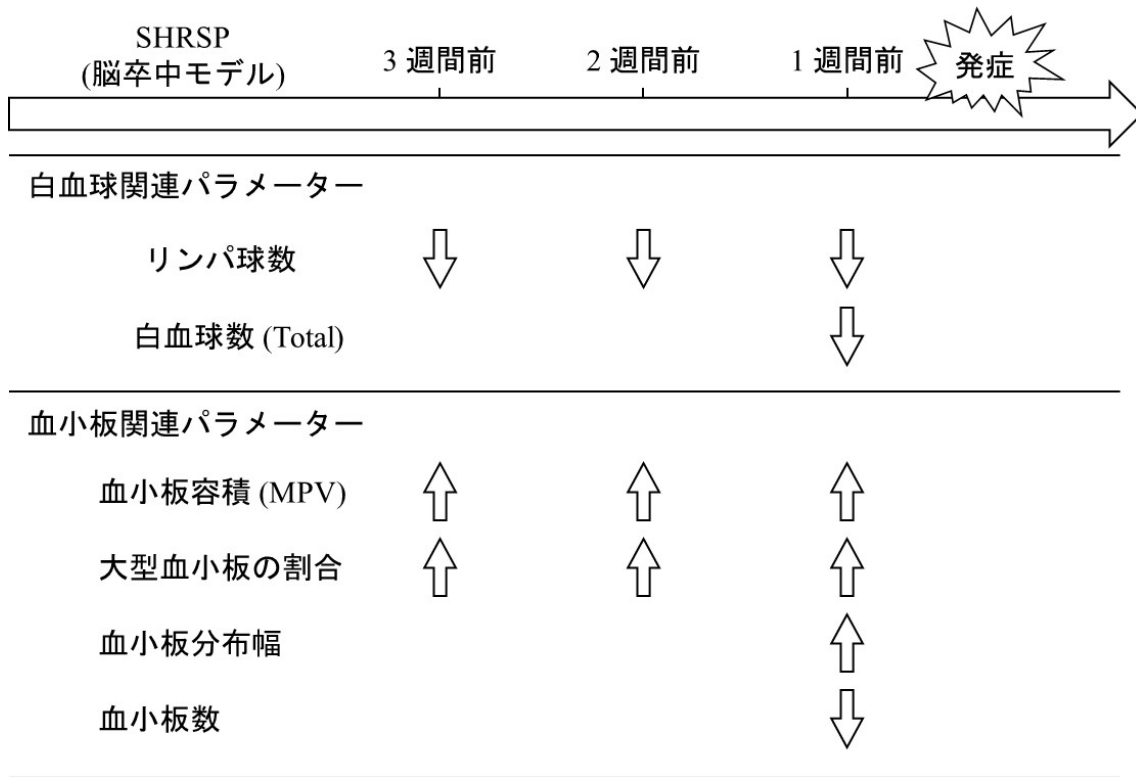 SHRSP
(脳卒中モデル)
3 週間前
2 週間前
1 週間前
発症
白血球関連パラメーター
リンパ球数
白血球数 (Total)
血小板関連パラメーター
血小板容積 (MPV)
大型血小板の割合
血小板分布幅
血小板数